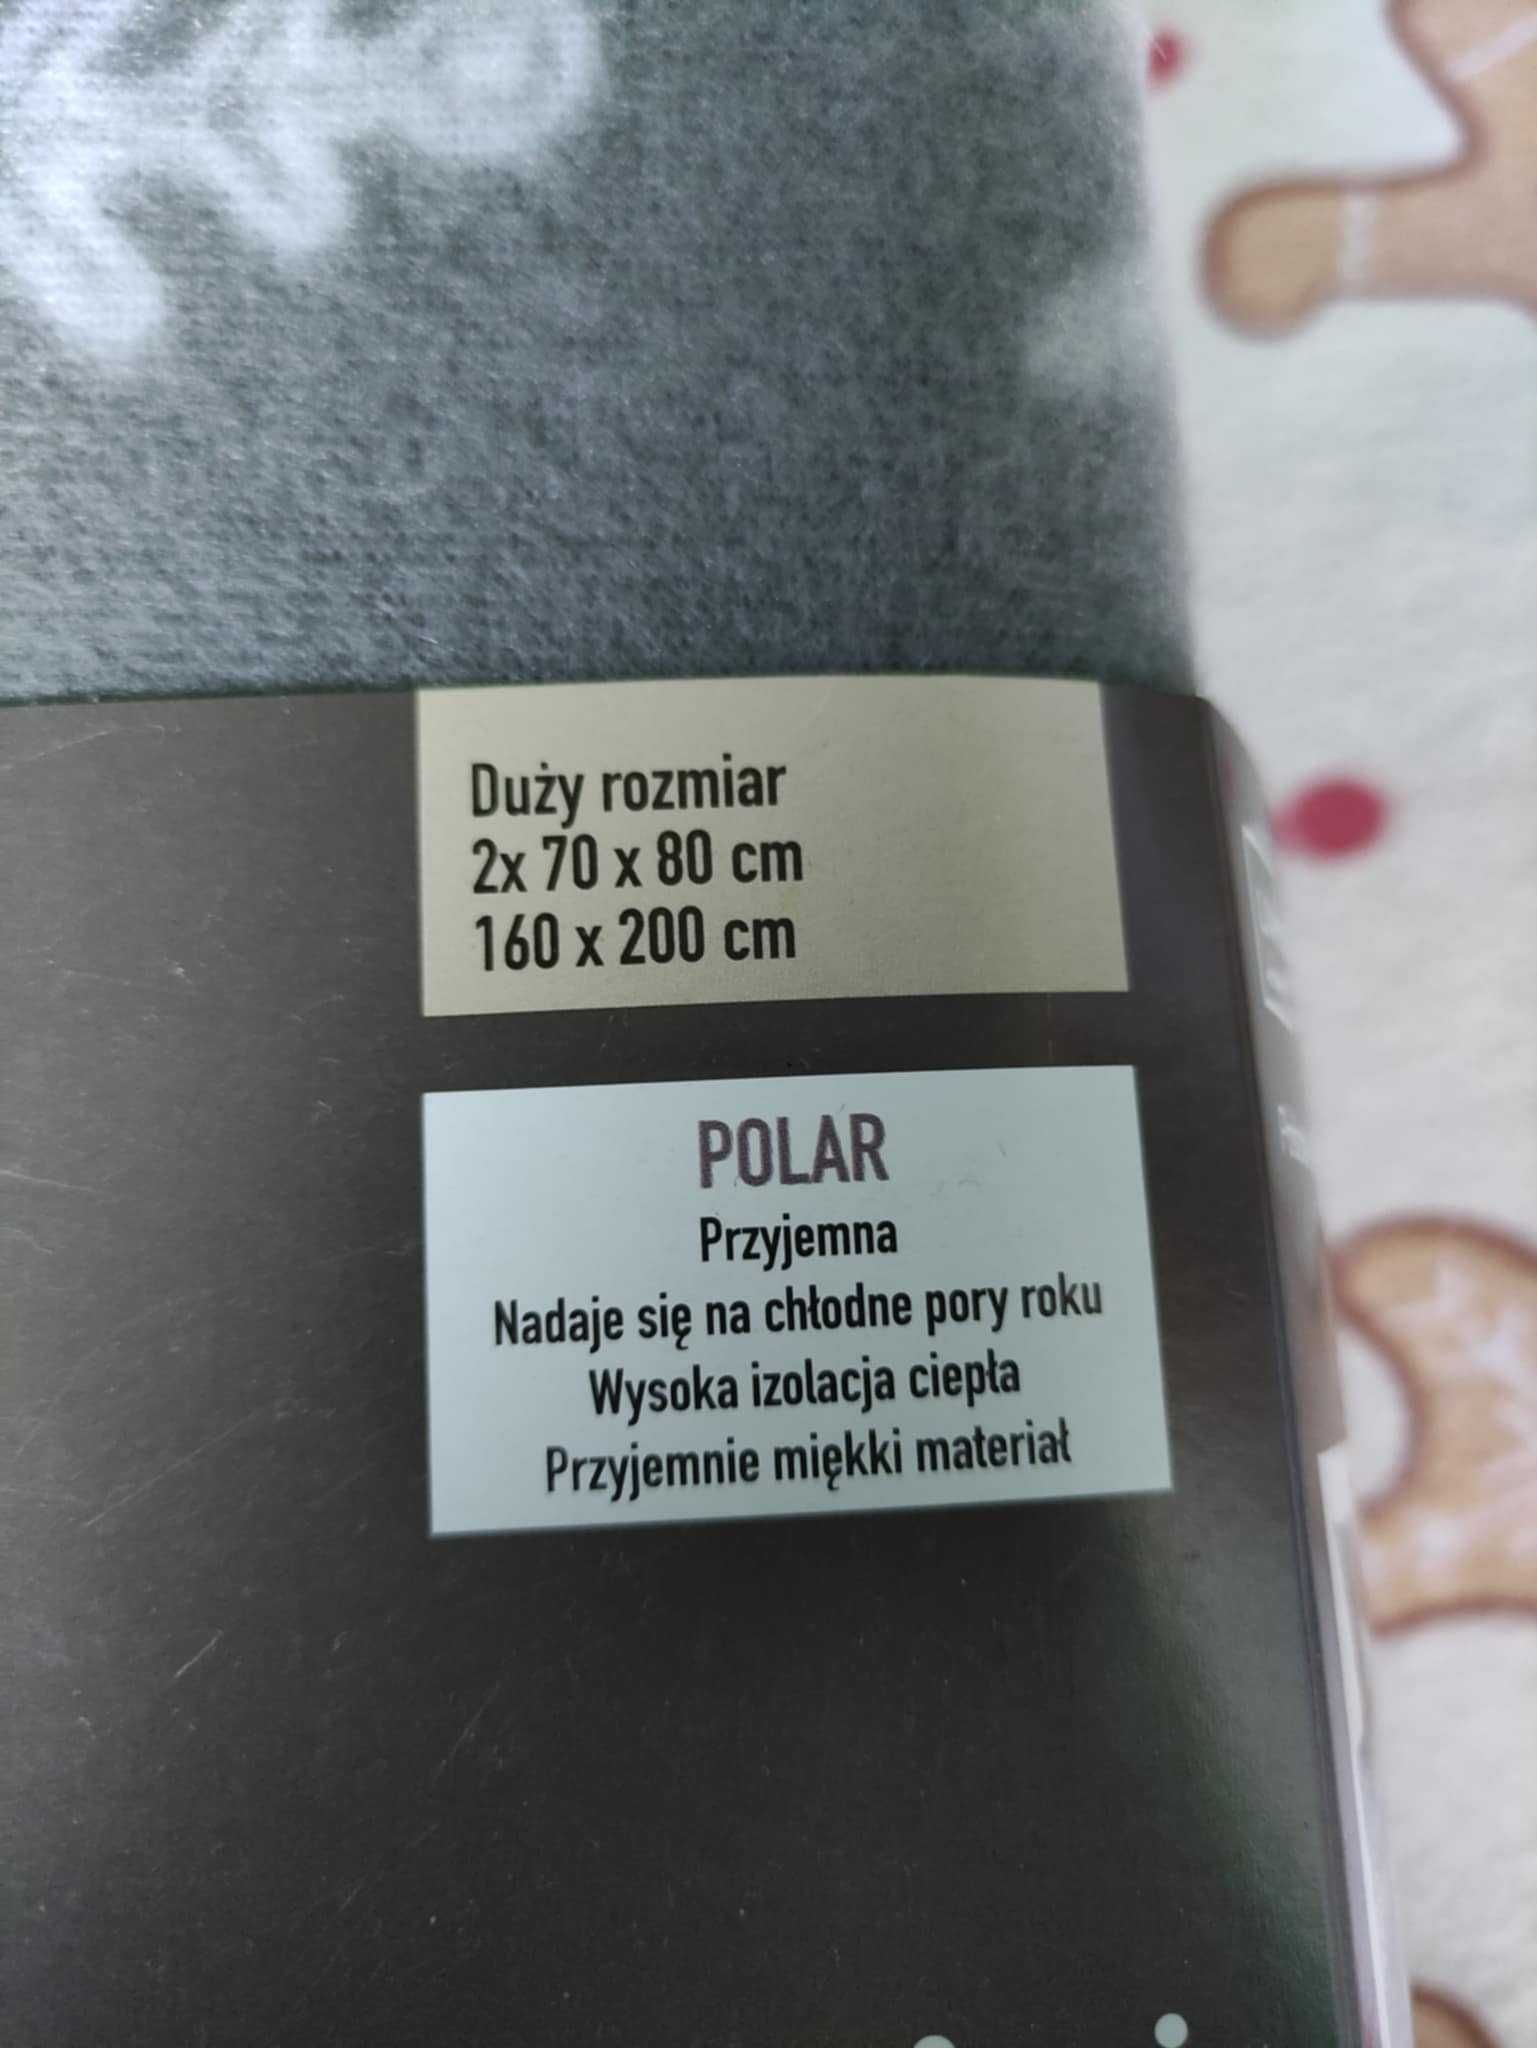 Duży rozmiar
2x 70 x 80 cm
160 x 200 cm
POLAR
Przyjemna
Nadaje się na chłodne pory roku
Wysoka izolacja ciepła
Przyjemnie miękki materiał